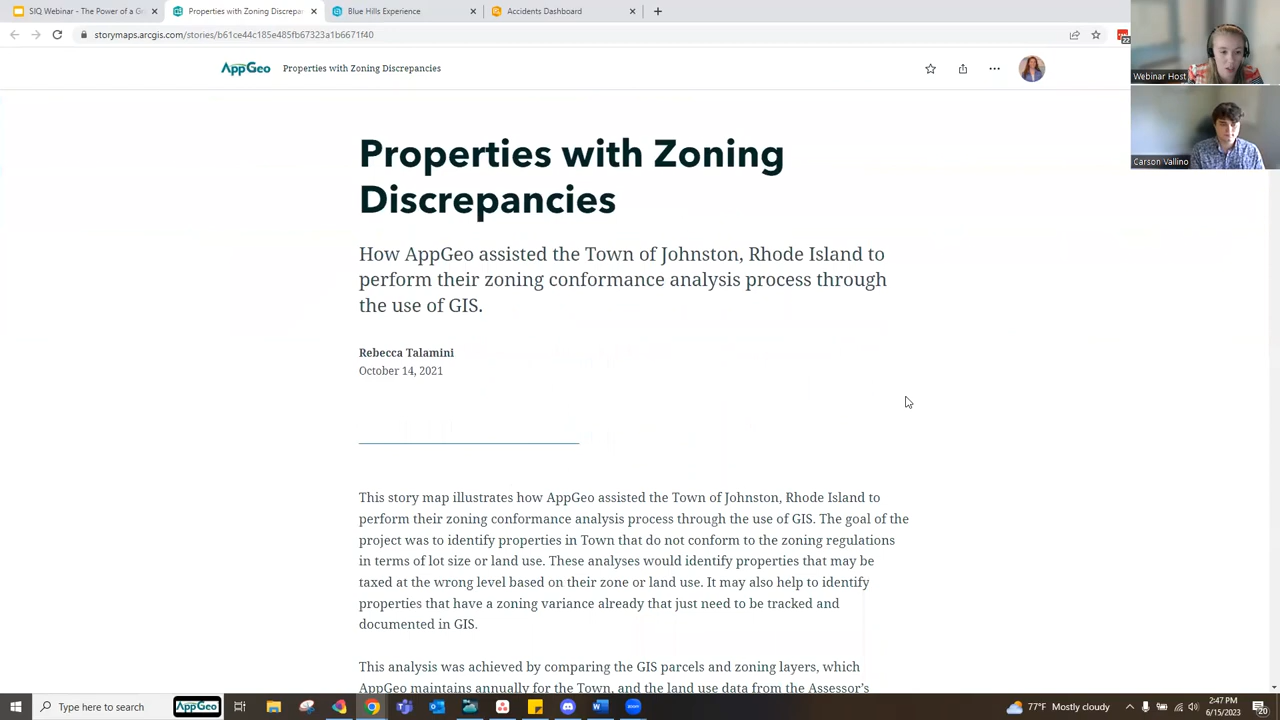 SIQ Webinar - The Power of a G
Properties with Zoning Discrepan
Blue Hills Experience
Accidents Dashboard
storymaps.arcgis.com/stories/b61ce44c185e485fb67323a1b6671f40
22
AppGeo
Properties with Zoning Discrepancies
Webinar Host
Carson Vallino
Properties with Zoning
Discrepancies
How AppGeo assisted the Town of Johnston, Rhode Island to
perform their zoning conformance analysis process through
the use of GIS.
Rebecca Talamini
October 14, 2021
This story map illustrates how AppGeo assisted the Town of Johnston, Rhode Island to
perform their zoning conformance analysis process through the use of GIS. The goal of the
project was to identify properties in Town that do not conform to the zoning regulations
in terms of lot size or land use. These analyses would identify properties that may be
taxed at the wrong level based on their zone or land use. It may also help to identify
properties that have a zoning variance already that just need to be tracked and
documented in GIS.
This analysis was achieved by comparing the GIS parcels and zoning layers, which
AppGeo maintains annually for the Town, and the land use data from the Assessor's
Type here to search
AppGeo
77°F Mostly cloudy
2:47 PM
6/15/2023
20